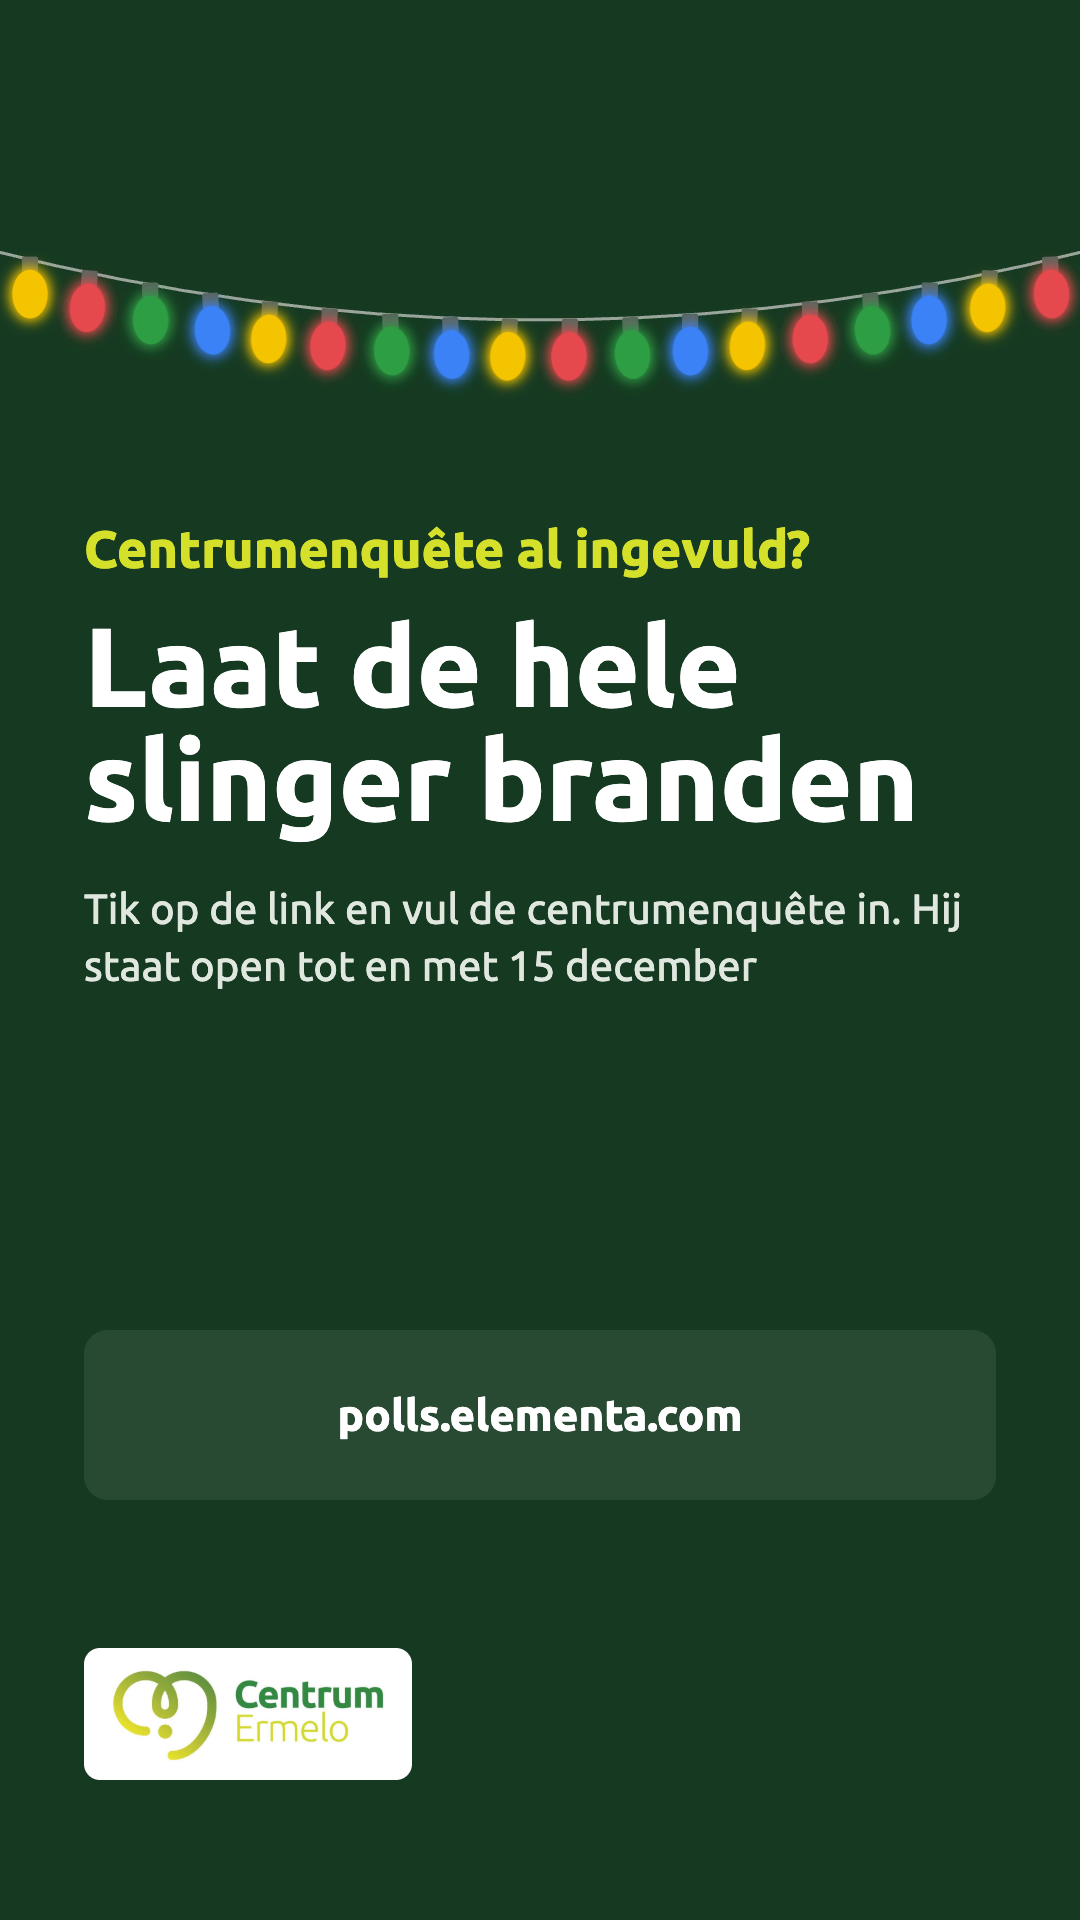 Centrumenquête al ingevuld?
Laat de hele
slinger branden
Tik op de link en vul de centrumenquête in. Hij
staat open tot en met 15 december
polls.elementa.com
Centrum
Ermelo